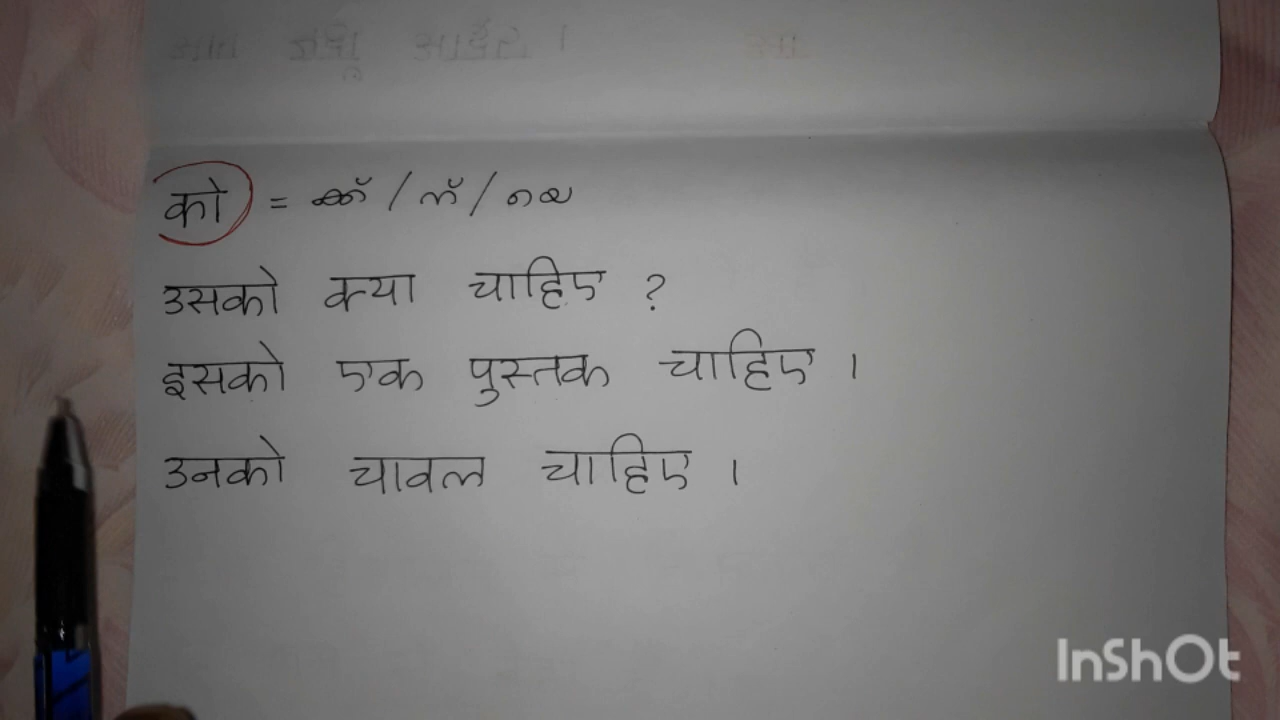 को = ക്ക് / ന് /
उसको क्या चाहिए ?
इसको एक पुस्तक चाहिए ।
उनको चावल चाहिए ।
InShOt